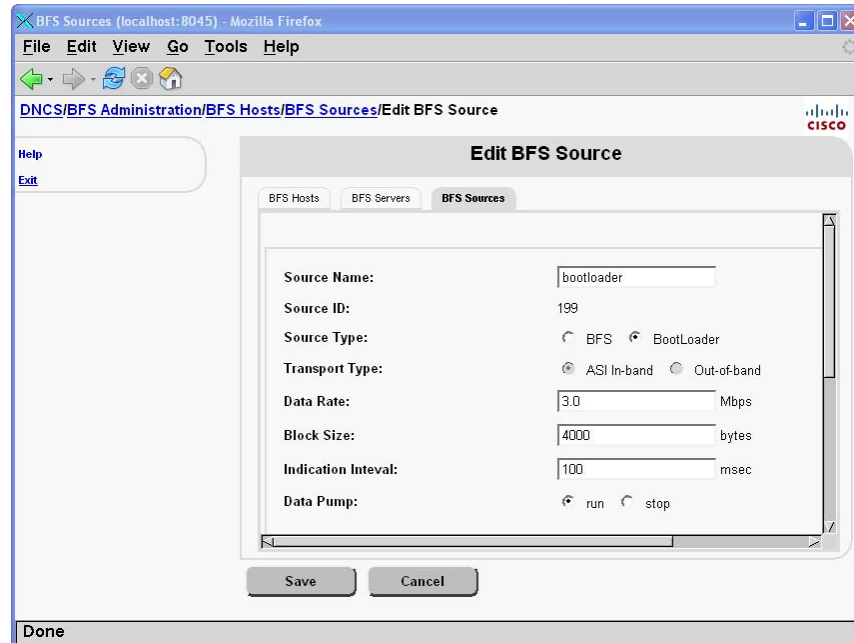 BFS Sources (localhost:8045) - Mozilla Firefox
File Edit View Go Tools Help
DNCS/BFS Administration/BFS Hosts/BFS Sources/Edit BFS Source
CISCO
Help
Exit
Edit BFS Source
BFS Hosts BFS Servers BFS Sources
Source Name: bootloader
Source ID: 199
Source Type: BFS BootLoader
Transport Type: ASI In-band Out-of-band
Data Rate: 3.0 Mbps
Block Size: 4000 bytes
Indication Inteval: 100 msec
Data Pump: run stop
Save Cancel
Done